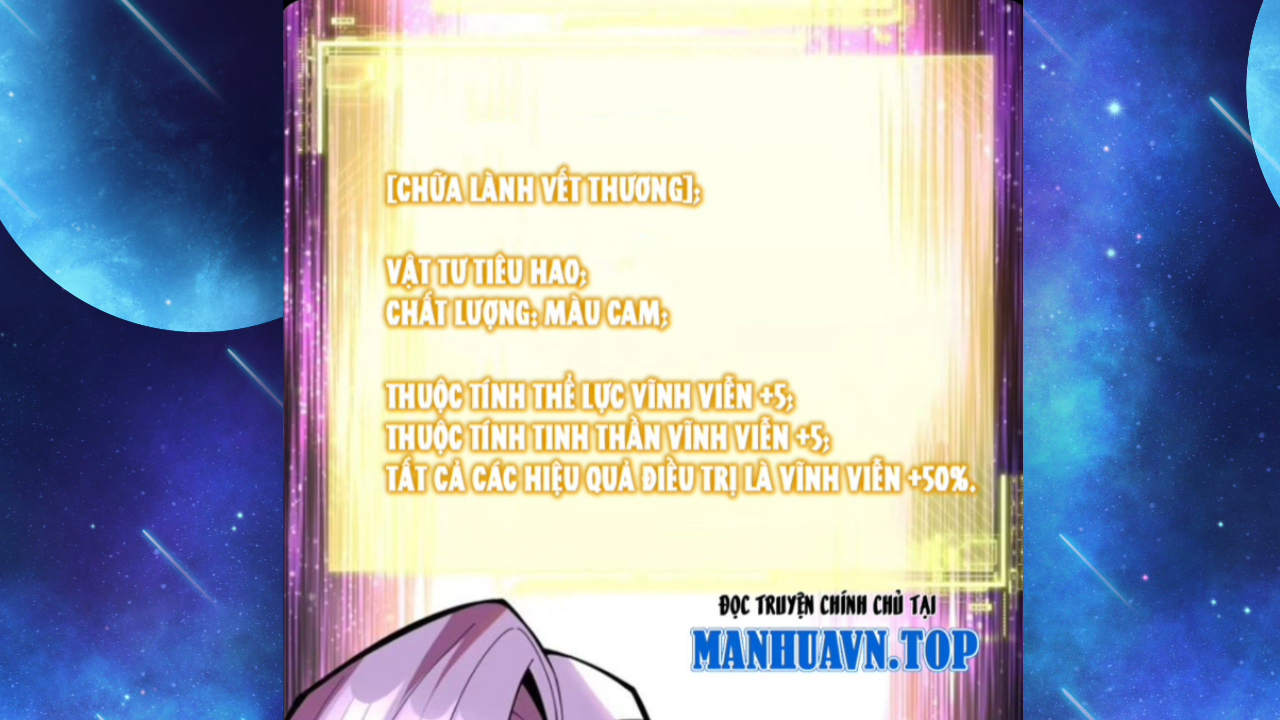 [CHỮA LÀNH VẾT THƯƠNG];
VẬT TƯ TIÊU HAO;
CHẤT LƯỢNG: MÀU CAM;
THUỘC TÍNH THỂ LỰC VĨNH VIỄN +5;
THUỘC TÍNH TINH THẦN VĨNH VIỄN +5;
TẤT CẢ CÁC HIỆU QUẢ ĐIỀU TRỊ LÀ VĨNH VIỄN +50%.
ĐỌC TRUYỆN CHÍNH CHỦ TẠI
MANHUAVN.TOP